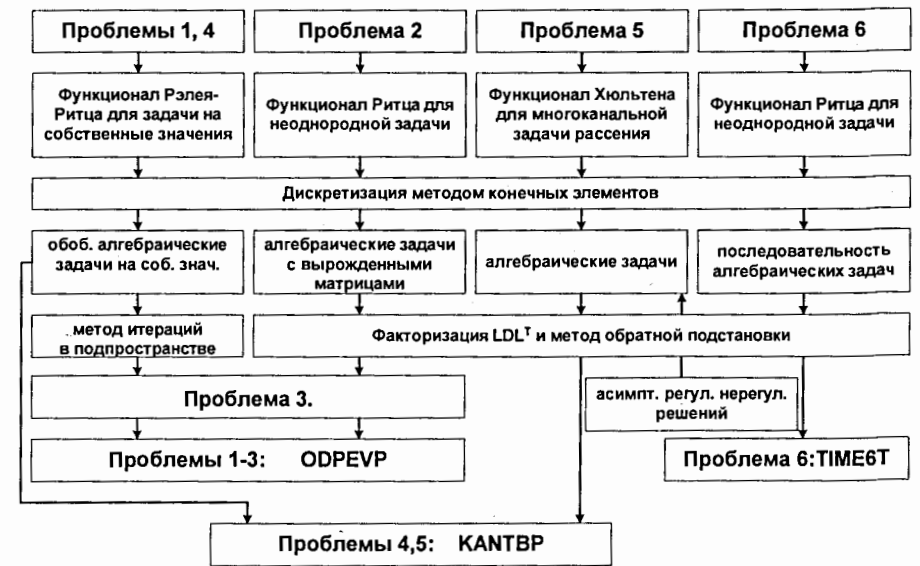 Проблемы 1, 4
Проблема 2
Проблема 5
Проблема 6
Функционал Рэлея-
Ритца для задачи на
собственные значения
Функционал Ритца для
неоднородной задачи
Функционал Хюльтена
для многоканальной
задачи рассения
Функционал Ритца для
неоднородной задачи
Дискретизация методом конечных элементов
обоб. алгебраические
задачи на соб. знач.
алгебраические задачи
с вырожденными
матрицами
алгебраические задачи
последовательность
алгебраических задач
метод итераций
в подпространстве
Факторизация LDLᵀ и метод обратной подстановки
Проблема 3.
асимпт. регул. нерегул.
решений
Проблемы 1-3: ODPEVP
Проблема 6:TIME6T
Проблемы 4,5: KANTBP